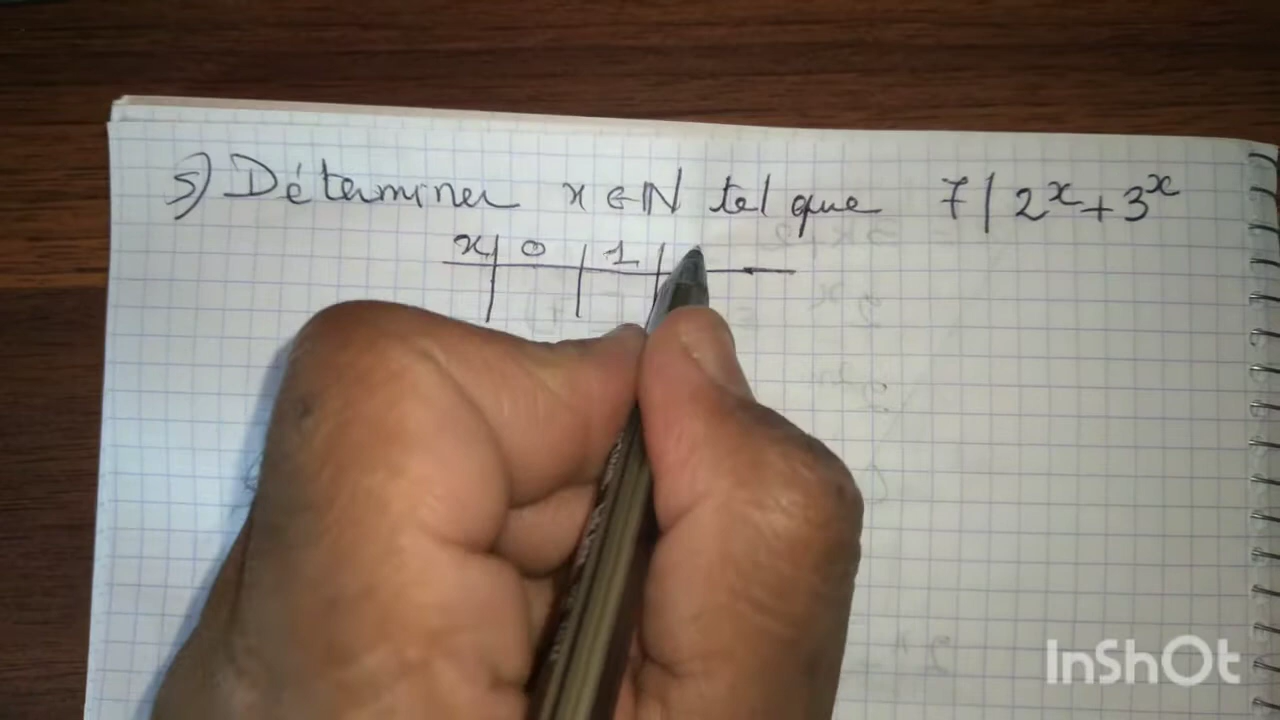 5) Déterminer x ∈ ℕ tel que 7 | 2^x + 3^x
x | 0 | 1 |
InShOt